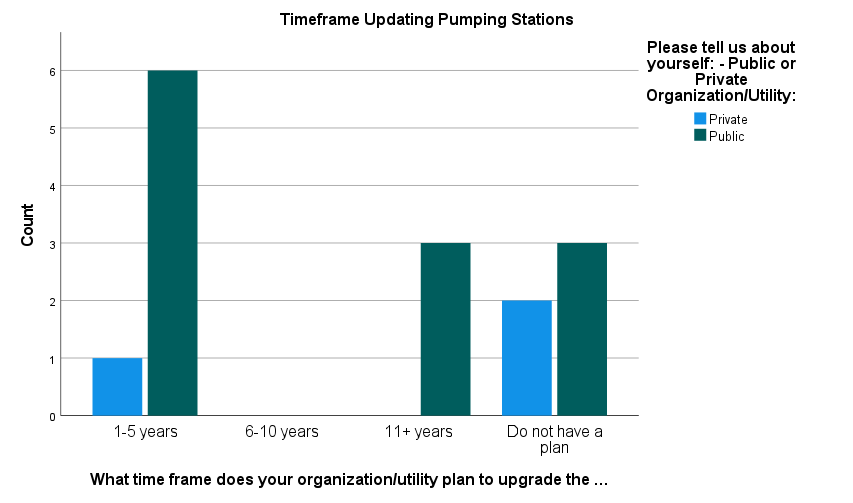 Timeframe Updating Pumping Stations
Please tell us about
yourself: - Public or
Private
Organization/Utility:
Private
Public
Count
6
5
4
3
2
1
0
1-5 years
6-10 years
11+ years
Do not have a
plan
What time frame does your organization/utility plan to upgrade the ...